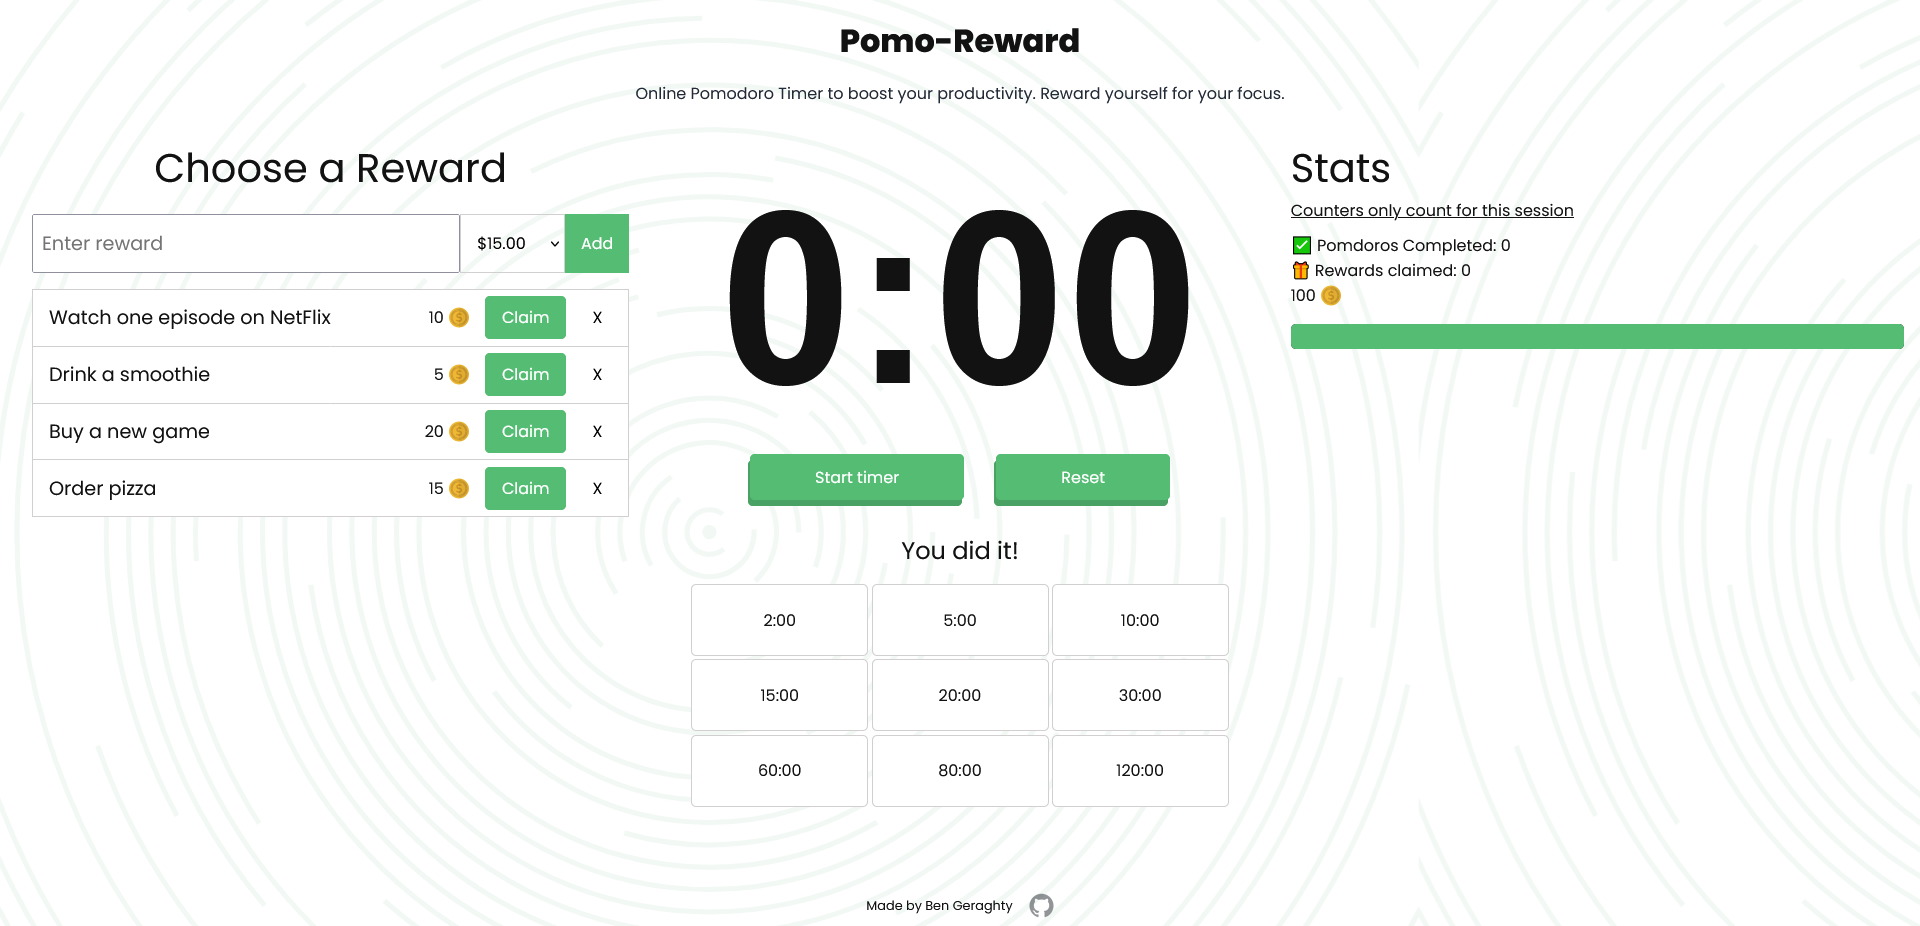 Pomo-Reward
Online Pomodoro Timer to boost your productivity. Reward yourself for your focus.
Choose a Reward
Enter reward
$15.00
Add
Watch one episode on NetFlix
10
Claim
X
Drink a smoothie
5
Claim
X
Buy a new game
20
Claim
X
Order pizza
15
Claim
X
0:00
Start timer
Reset
You did it!
2:00
5:00
10:00
15:00
20:00
30:00
60:00
80:00
120:00
Stats
Counters only count for this session
✅ Pomdoros Completed: 0
🎁 Rewards claimed: 0
100
Made by Ben Geraghty